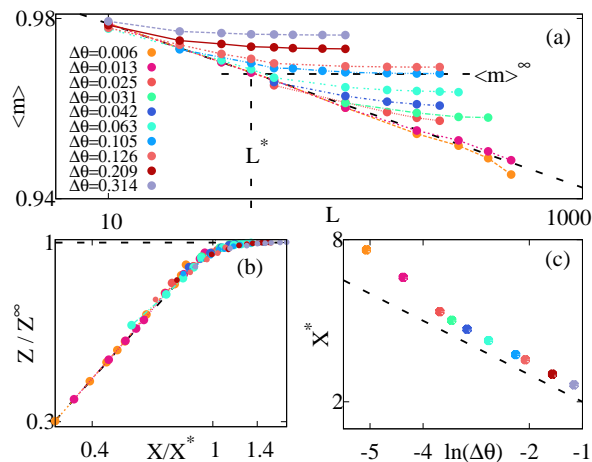 0.98
(a)
Δθ=0.006
Δθ=0.013
Δθ=0.025
Δθ=0.031
Δθ=0.042
Δθ=0.063
Δθ=0.105
Δθ=0.126
Δθ=0.209
Δθ=0.314
<m>
<m>∞
L*
0.94
10
L
1000
1
(b)
Z / Z∞
0.3
0.4
X/X*
1
1.4
8
(c)
X*
2
-5
-4
ln(Δθ)
-2
-1